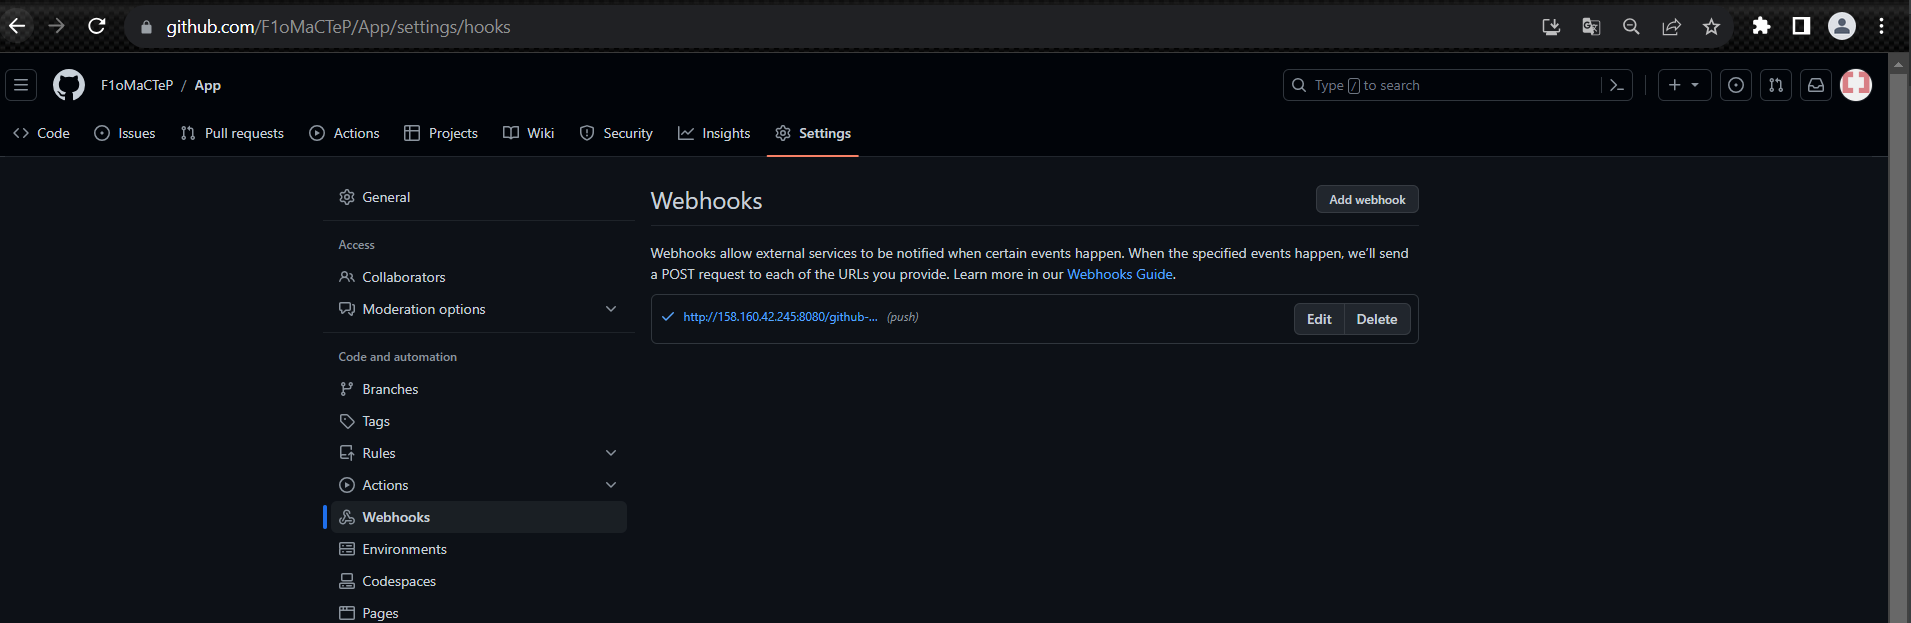 github.com/F1oMaCTeP/App/settings/hooks
F1oMaCTeP / App
Type / to search
Code Issues Pull requests Actions Projects Wiki Security Insights Settings
General
Access
Collaborators
Moderation options
Code and automation
Branches
Tags
Rules
Actions
Webhooks
Environments
Codespaces
Pages
Webhooks
Add webhook
Webhooks allow external services to be notified when certain events happen. When the specified events happen, we’ll send
a POST request to each of the URLs you provide. Learn more in our Webhooks Guide.
http://158.160.42.245:8080/github-... (push)
Edit Delete